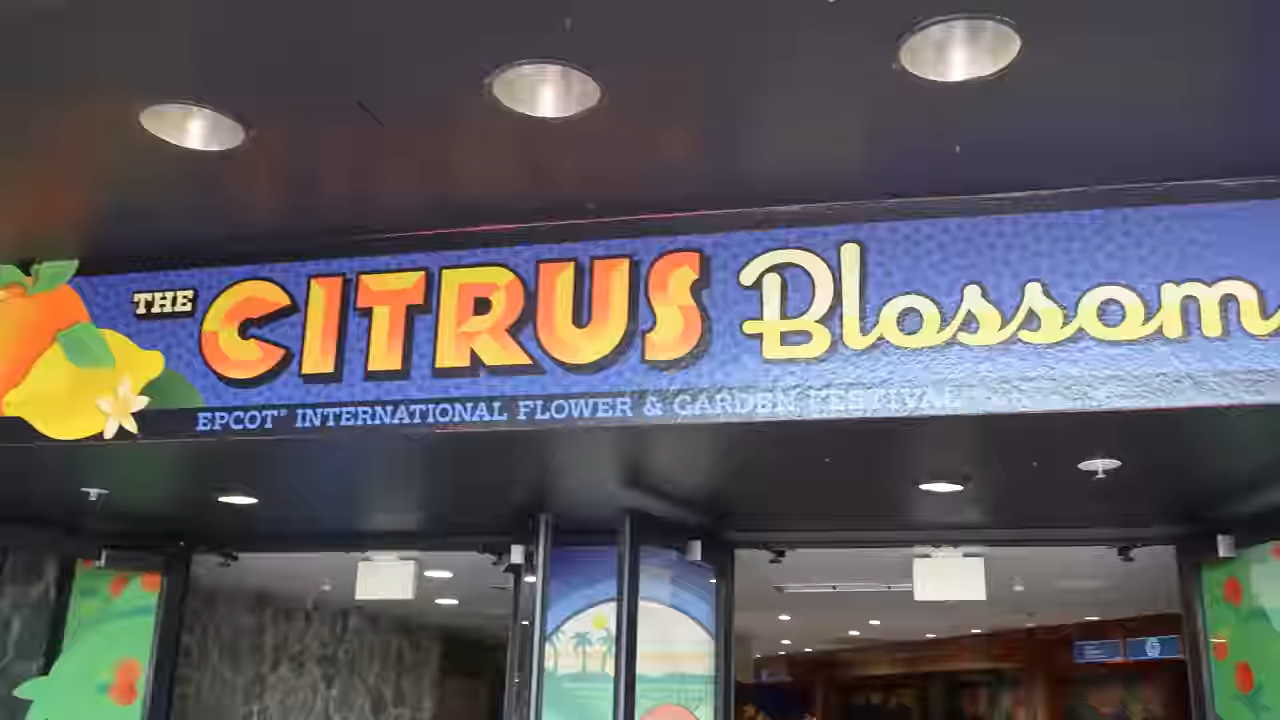 THE CITRUS Blossom
EPCOT® INTERNATIONAL FLOWER & GARDEN FESTIVAL